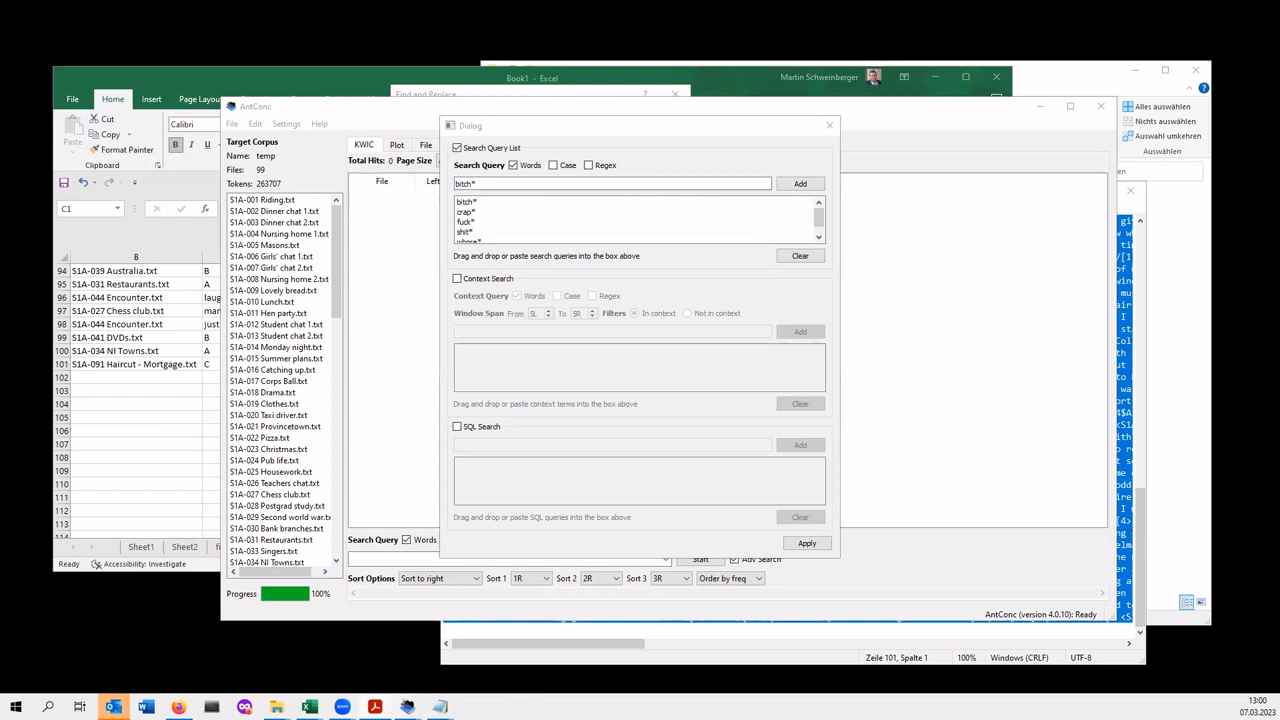 Book1 - Excel
Martin Schweinberger
File Home Insert Page Layou
Find and Replace
Cut
Copy
Format Painter
Paste
Clipboard
Calibri
B I U
C1
B
94 S1A-039 Australia.txt B
95 S1A-031 Restaurants.txt A
96 S1A-044 Encounter.txt laug
97 S1A-027 Chess club.txt mar
98 S1A-044 Encounter.txt just
99 S1A-041 DVDs.txt B
100 S1A-034 NI Towns.txt A
101 S1A-091 Haircut - Mortgage.txt C
102
103
104
105
106
107
108
109
110
111
112
113
114
Sheet1 Sheet2
Ready Accessibility: Investigate
AntConc
File Edit Settings Help
Target Corpus
Name: temp
Files: 99
Tokens: 263707
S1A-001 Riding.txt
S1A-002 Dinner chat 1.txt
S1A-003 Dinner chat 2.txt
S1A-004 Nursing home 1.txt
S1A-005 Masons.txt
S1A-006 Girls' chat 1.txt
S1A-007 Girls' chat 2.txt
S1A-008 Nursing home 2.txt
S1A-009 Lovely bread.txt
S1A-010 Lunch.txt
S1A-011 Hen party.txt
S1A-012 Student chat 1.txt
S1A-013 Student chat 2.txt
S1A-014 Monday night.txt
S1A-015 Summer plans.txt
S1A-016 Catching up.txt
S1A-017 Corps Ball.txt
S1A-018 Drama.txt
S1A-019 Clothes.txt
S1A-020 Taxi driver.txt
S1A-021 Provincetown.txt
S1A-022 Pizza.txt
S1A-023 Christmas.txt
S1A-024 Pub life.txt
S1A-025 Housework.txt
S1A-026 Teachers chat.txt
S1A-027 Chess club.txt
S1A-028 Postgrad study.txt
S1A-029 Second world war.tx
S1A-030 Bank branches.txt
S1A-031 Restaurants.txt
S1A-033 Singers.txt
S1A-034 NI Towns.txt
Progress 100%
KWIC Plot File
Total Hits: 0 Page Size
File Left
Dialog
Search Query List
Search Query Words Case Regex
bitch* Add
bitch*
crap*
fuck*
shit*
whore*
Drag and drop or paste search queries into the box above Clear
Context Search
Context Query Words Case Regex
Window Span From 5L To 5R Filters In context Not in context
Add
Drag and drop or paste context terms into the box above Clear
SQL Search
Add
Drag and drop or paste SQL queries into the box above Clear
Apply
Search Query Words
Start Adv Search
Sort Options Sort to right Sort 1 1R Sort 2 2R Sort 3 3R Order by freq
AntConc (version 4.0.10): Ready
Alles auswählen
Nichts auswählen
Auswahl umkehren
Auswählen
Zeile 101, Spalte 1 100% Windows (CRLF) UTF-8
13:00
07.03.2023